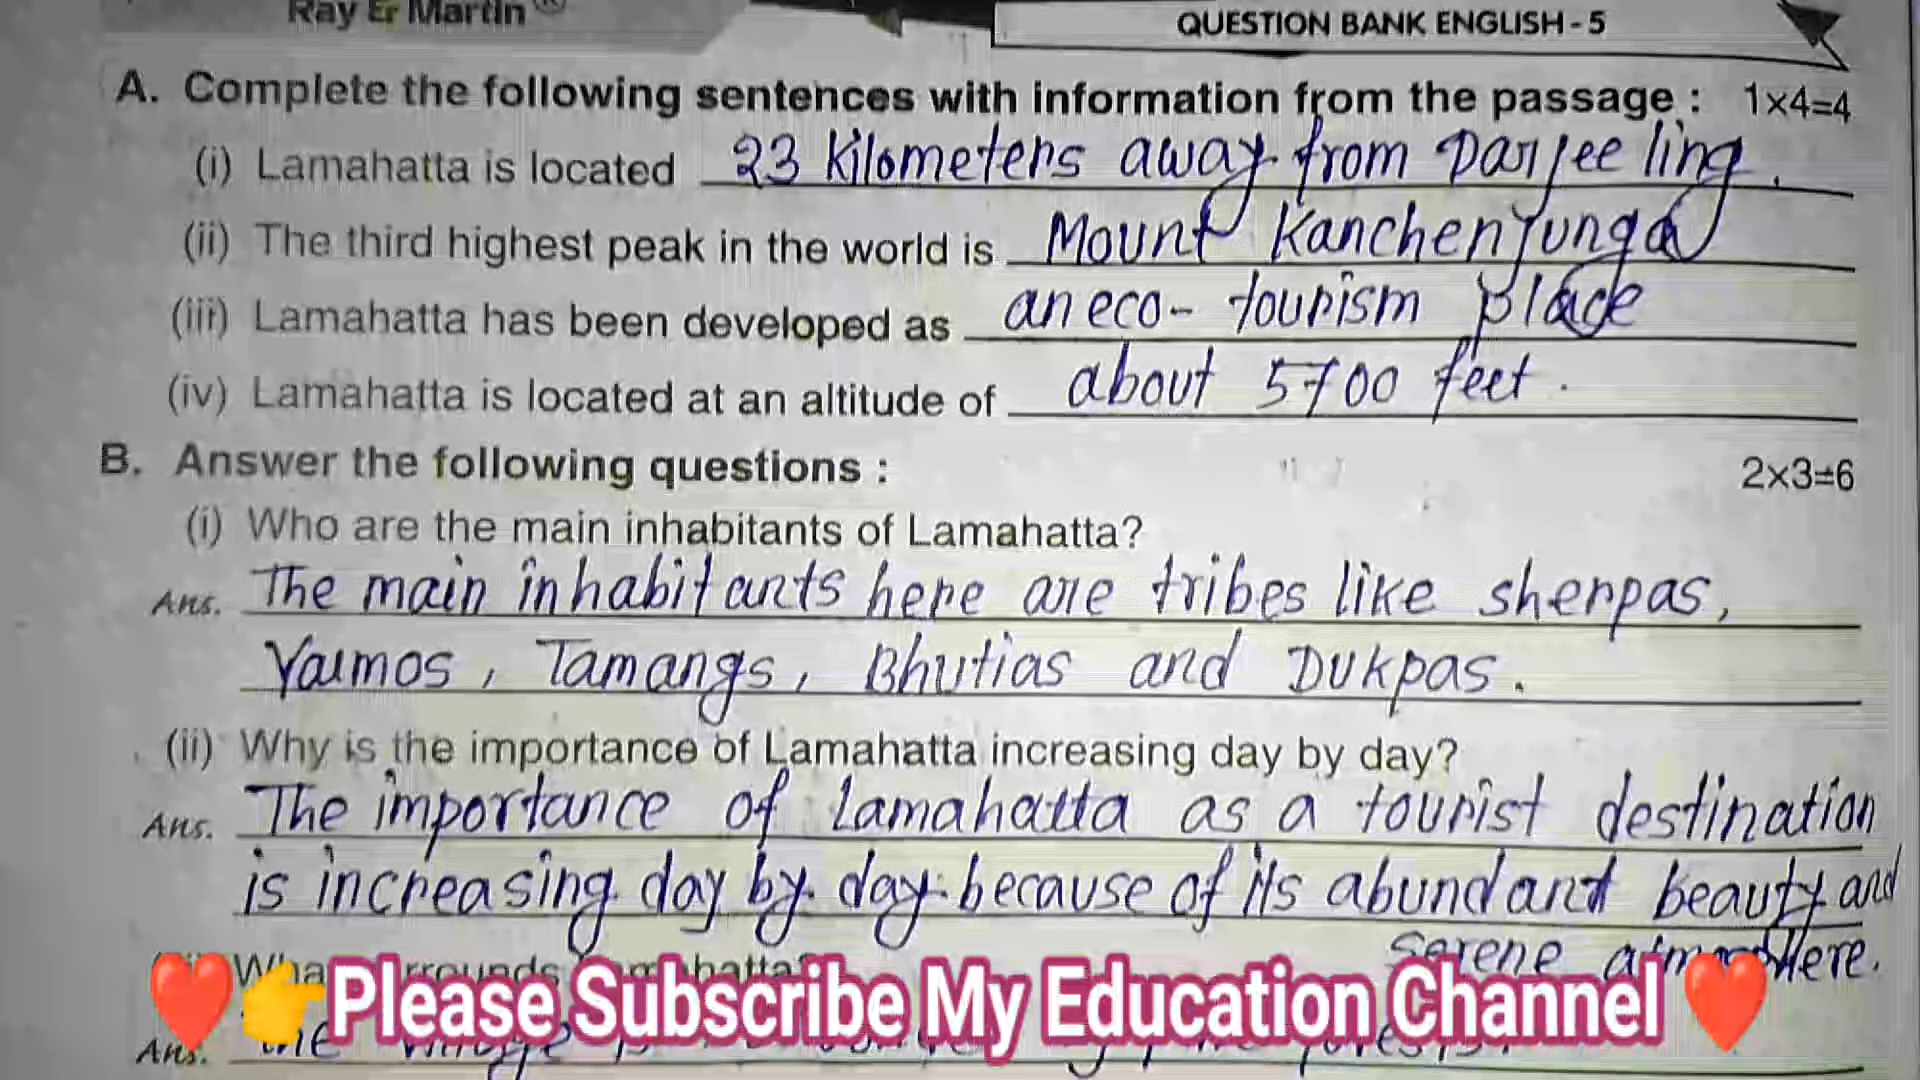 Ray & Martin
QUESTION BANK ENGLISH - 5
A. Complete the following sentences with information from the passage : 1×4=4
(i) Lamahatta is located 23 kilometers away from Darjeeling.
(ii) The third highest peak in the world is Mount Kanchenjunga
(iii) Lamahatta has been developed as an eco-tourism place
(iv) Lamahatta is located at an altitude of about 5700 feet.
B. Answer the following questions : 2×3=6
(i) Who are the main inhabitants of Lamahatta?
Ans. The main inhabitants here are tribes like sherpas,
Yolmos, Tamangs, Bhutias and Dukpas.
(ii) Why is the importance of Lamahatta increasing day by day?
Ans. The importance of Lamahatta as a tourist destination
is increasing day by day because of its abundant beauty and
serene
surrounds Lamahatta?
Please Subscribe My Education Channel
Ans. The village is